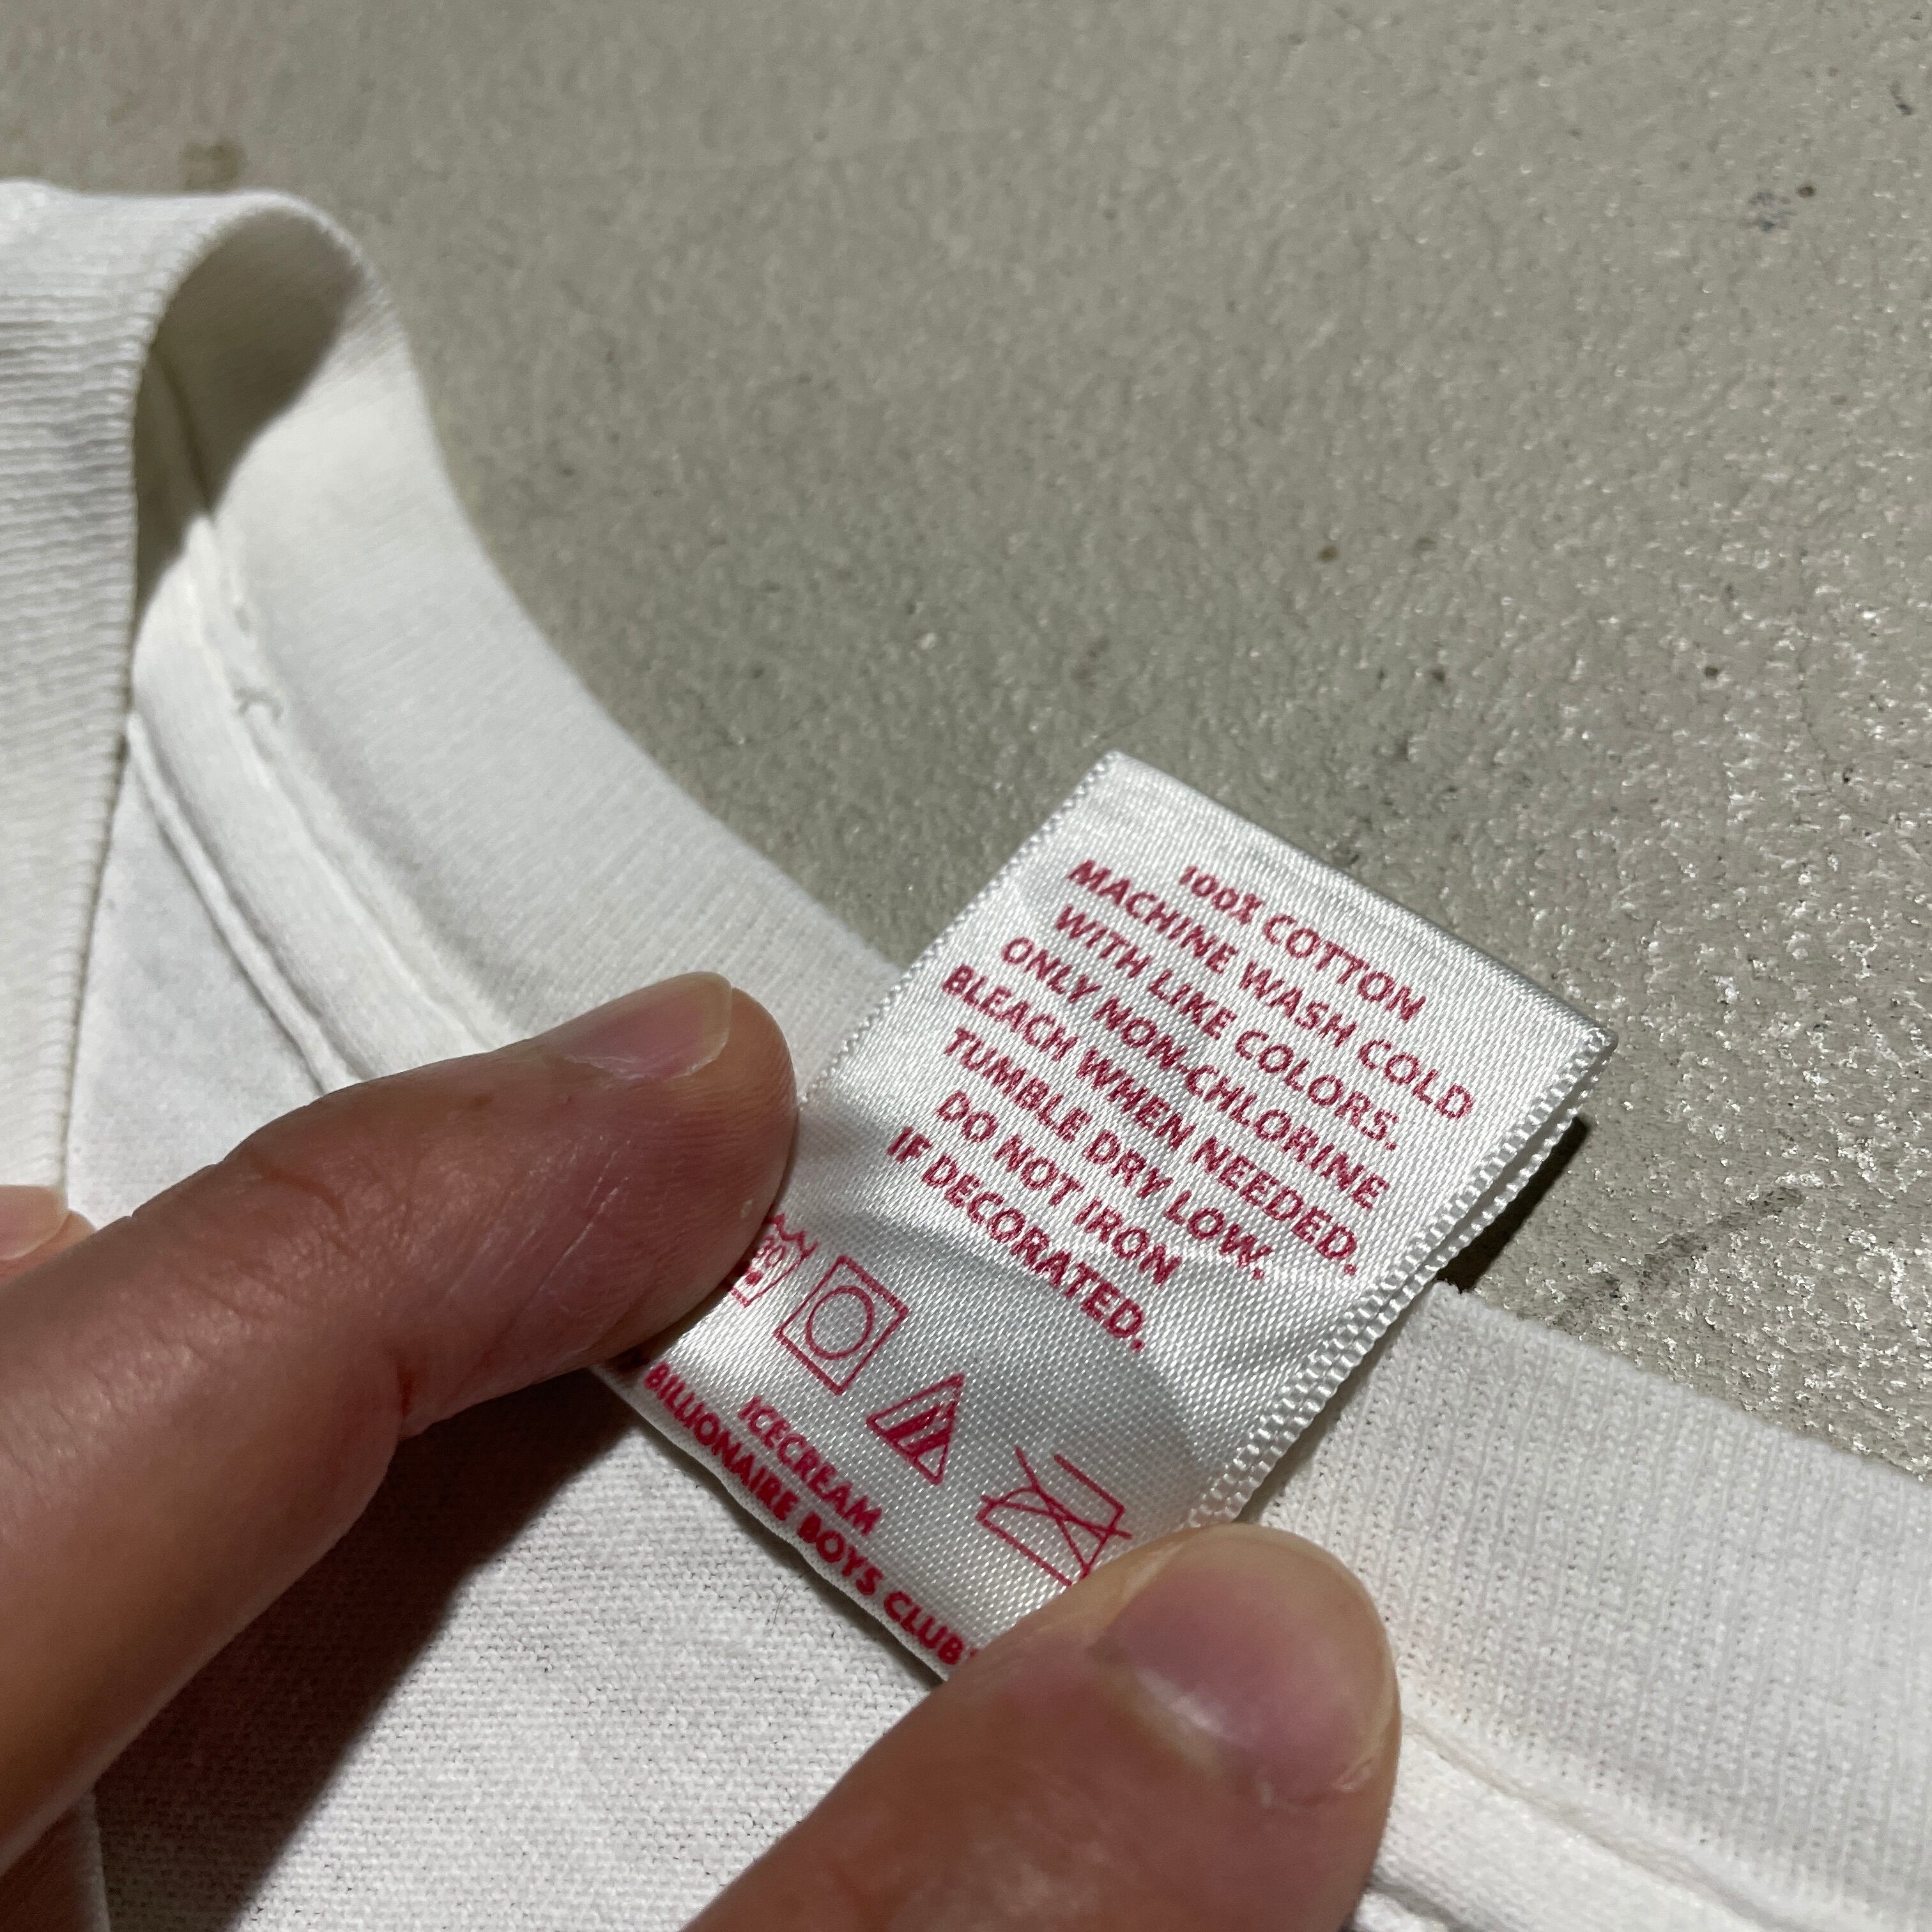 100% COTTON
MACHINE WASH COLD
WITH LIKE COLORS.
ONLY NON-CHLORINE
BLEACH WHEN NEEDED.
TUMBLE DRY LOW.
DO NOT IRON
IF DECORATED.
30
ICECREAM
BILLIONAIRE BOYS CLUB